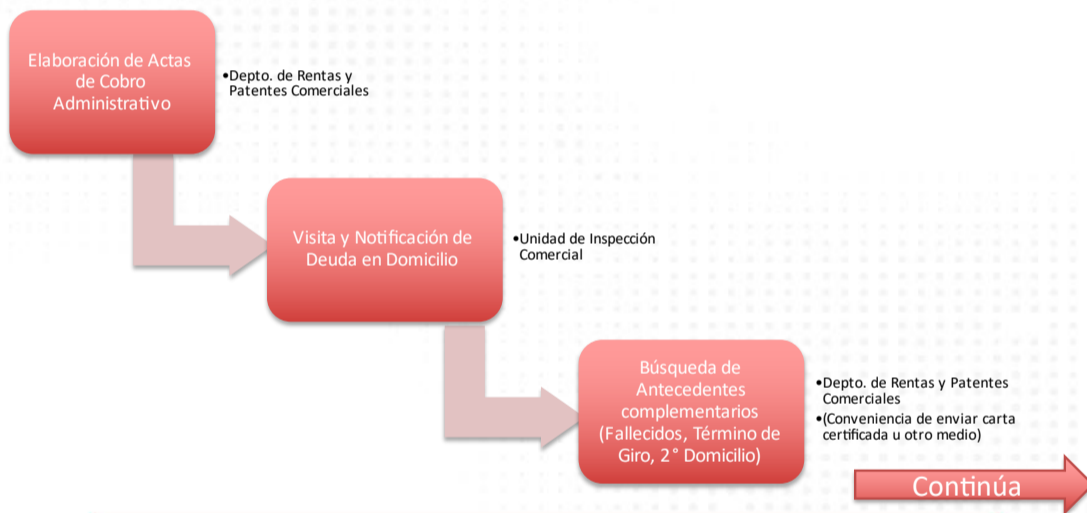 Elaboración de Actas
de Cobro
Administrativo
•Depto. de Rentas y
Patentes Comerciales
Visita y Notificación de
Deuda en Domicilio
•Unidad de Inspección
Comercial
Búsqueda de
Antecedentes
complementarios
(Fallecidos, Término de
Giro, 2° Domicilio)
•Depto. de Rentas y Patentes
Comerciales
•(Conveniencia de enviar carta
certificada u otro medio)
Continúa